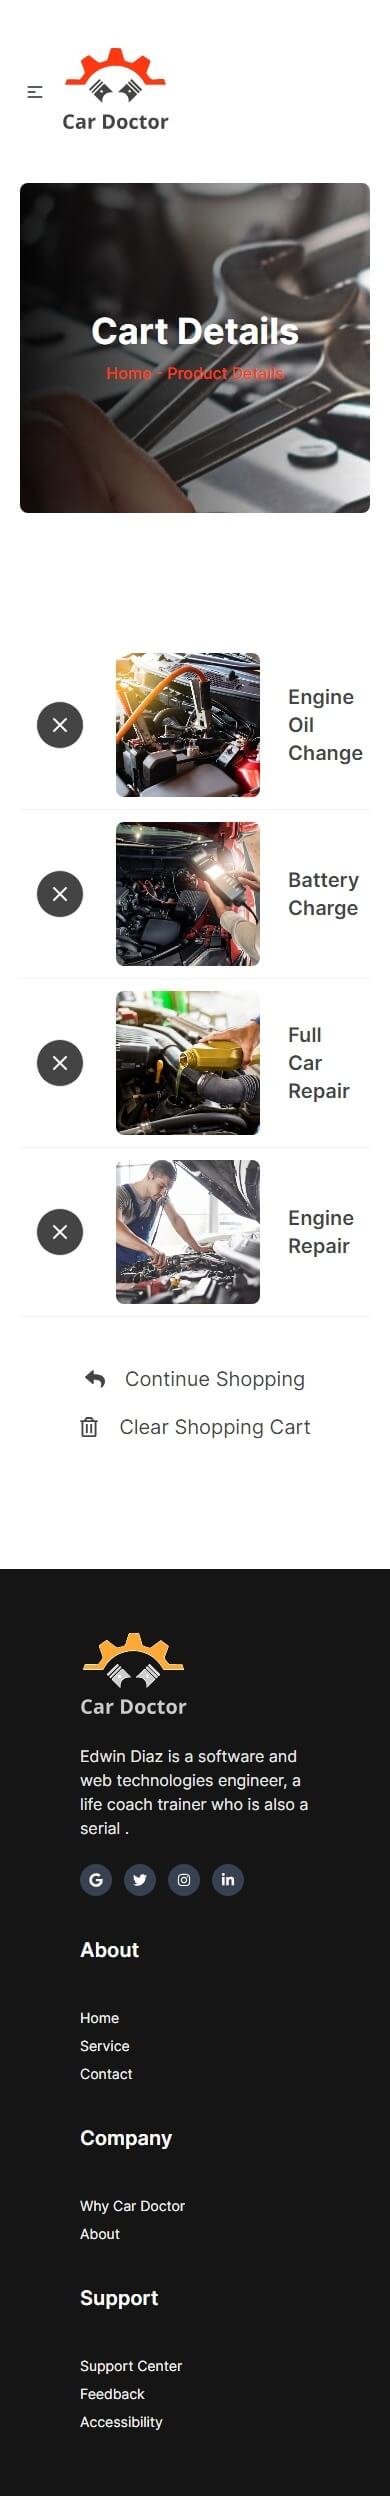 Car Doctor
Cart Details
Home - Product Details
Engine
Oil
Change
Battery
Charge
Full
Car
Repair
Engine
Repair
Continue Shopping
Clear Shopping Cart
Car Doctor
Edwin Diaz is a software and
web technologies engineer, a
life coach trainer who is also a
serial .
About
Home
Service
Contact
Company
Why Car Doctor
About
Support
Support Center
Feedback
Accessibility